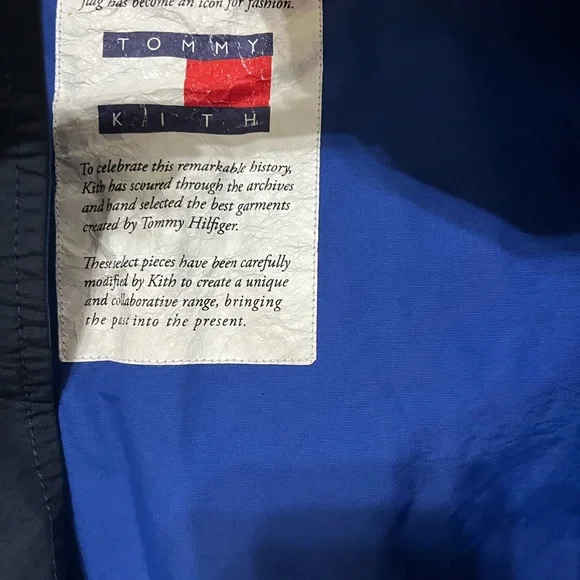 flag has become an icon for fashion.
TOMMY
KITH
To celebrate this remarkable history,
Kith has scoured through the archives
and hand selected the best garments
created by Tommy Hilfiger.
These select pieces have been carefully
modified by Kith to create a unique
and collaborative range, bringing
the past into the present.